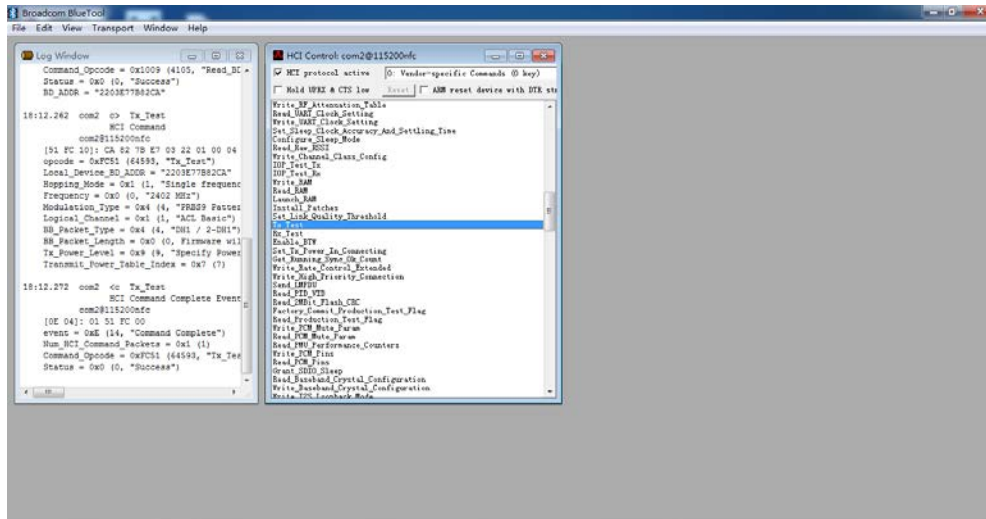 Broadcom BlueTool
File Edit View Transport Window Help
Log Window
Command_Opcode = 0x1009 (4105, "Read_BD
Status = 0x0 (0, "Success")
BD_ADDR = "2203E77B82CA"
18:12.262 com2 c> Tx_Test
HCI Command
com2@115200nfc
[51 FC 10]: CA 82 7B E7 03 22 01 00 04
opcode = 0xFC51 (64593, "Tx_Test")
Local_Device_BD_ADDR = "2203E77B82CA"
Hopping_Mode = 0x1 (1, "Single frequenc
Frequency = 0x0 (0, "2402 MHz")
Modulation_Type = 0x4 (4, "PRBS9 Patter
Logical_Channel = 0x1 (1, "ACL Basic")
BB_Packet_Type = 0x4 (4, "DH1 / 2-DH1")
BB_Packet_Length = 0x0 (0, Firmware wil
Tx_Power_Level = 0x9 (9, "Specify Power
Transmit_Power_Table_Index = 0x7 (7)
18:12.272 com2 <c Tx_Test
HCI Command Complete Event
com2@115200nfc
[0E 04]: 01 51 FC 00
event = 0xE (14, "Command Complete")
Num_HCI_Command_Packets = 0x1 (1)
Command_Opcode = 0xFC51 (64593, "Tx_Tes
Status = 0x0 (0, "Success")
HCI Control: com2@115200nfc
HCI protocol active 0: Vendor-specific Commands (0 key)
Hold UPRX & CTS low Reset ARM reset device with DTR str
Write_RF_Attenuation_Table
Read_UART_Clock_Setting
Write_UART_Clock_Setting
Set_Sleep_Clock_Accuracy_And_Settling_Time
Configure_Sleep_Mode
Read_Raw_RSSI
Write_Channel_Class_Config
IOP_Test_Tx
IOP_Test_Rx
Write_RAM
Read_RAM
Launch_RAM
Install_Patches
Set_Link_Quality_Threshold
Tx_Test
Rx_Test
Enable_BTW
Set_Tx_Power_In_Connecting
Get_Running_Sync_Ok_Count
Write_Rate_Control_Extended
Write_High_Priority_Connection
Send_LMPDU
Read_PID_VID
Read_2MBit_Flash_CRC
Factory_Commit_Production_Test_Flag
Read_Production_Test_Flag
Write_PCM_Mute_Param
Read_PCM_Mute_Param
Read_PMU_Performance_Counters
Write_PCM_Pins
Read_PCM_Pins
Grant_SDIO_Sleep
Read_Baseband_Crystal_Configuration
Write_Baseband_Crystal_Configuration
Write_I2S_Loopback_Mode